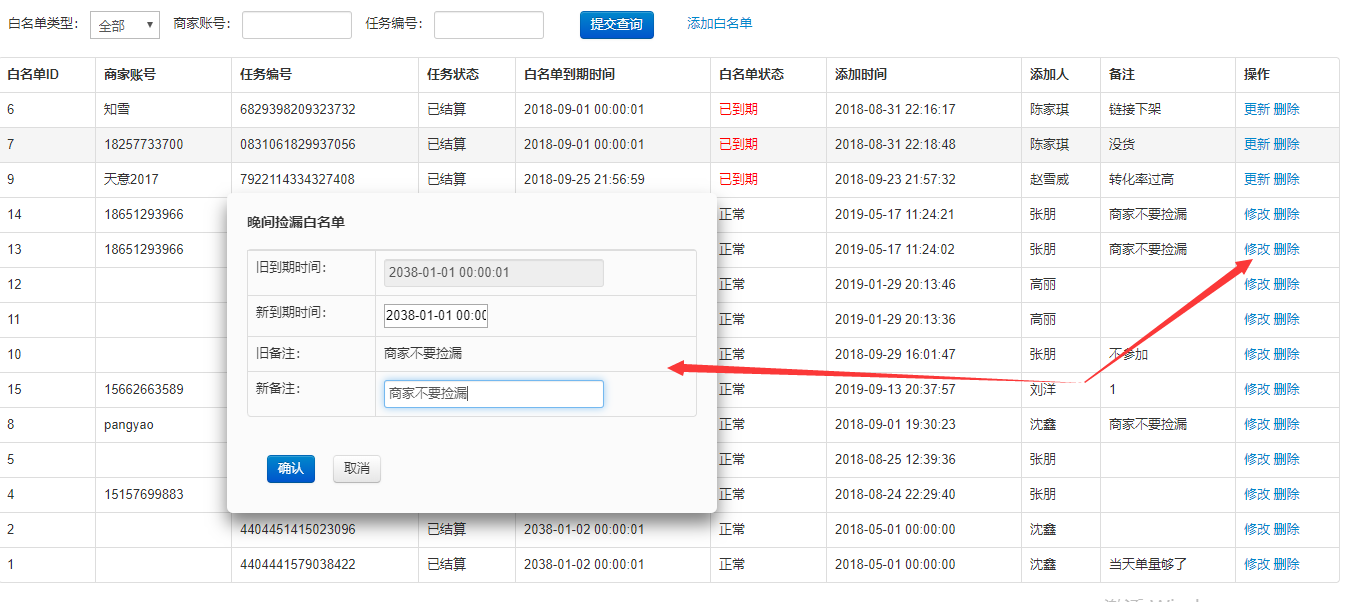 白名单类型: 全部 商家账号: 任务编号: 提交查询 添加白名单
白名单ID 商家账号 任务编号 任务状态 白名单到期时间 白名单状态 添加时间 添加人 备注 操作
6 知雪 6829398209323732 已结算 2018-09-01 00:00:01 已到期 2018-08-31 22:16:17 陈家琪 链接下架 更新 删除
7 18257733700 0831061829937056 已结算 2018-09-01 00:00:01 已到期 2018-08-31 22:18:48 陈家琪 没货 更新 删除
9 天意2017 7922114334327408 已结算 2018-09-25 21:56:59 已到期 2018-09-23 21:57:32 赵雪威 转化率过高 更新 删除
14 18651293966 正常 2019-05-17 11:24:21 张朋 商家不要捡漏 修改 删除
13 18651293966 正常 2019-05-17 11:24:02 张朋 商家不要捡漏 修改 删除
12 正常 2019-01-29 20:13:46 高丽 修改 删除
11 正常 2019-01-29 20:13:36 高丽 修改 删除
10 正常 2018-09-29 16:01:47 张朋 不参加 修改 删除
15 15662663589 正常 2019-09-13 20:37:57 刘洋 1 修改 删除
8 pangyao 正常 2018-09-01 19:30:23 沈鑫 商家不要捡漏 修改 删除
5 正常 2018-08-25 12:39:36 张朋 修改 删除
4 15157699883 正常 2018-08-24 22:29:40 张朋 修改 删除
2 4404451415023096 已结算 2038-01-02 00:00:01 正常 2018-05-01 00:00:00 沈鑫 修改 删除
1 4404441579038422 已结算 2038-01-02 00:00:01 正常 2018-05-01 00:00:00 沈鑫 当天单量够了 修改 删除
晚间捡漏白名单
旧到期时间: 2038-01-01 00:00:01
新到期时间: 2038-01-01 00:00
旧备注: 商家不要捡漏
新备注: 商家不要捡漏
确认 取消